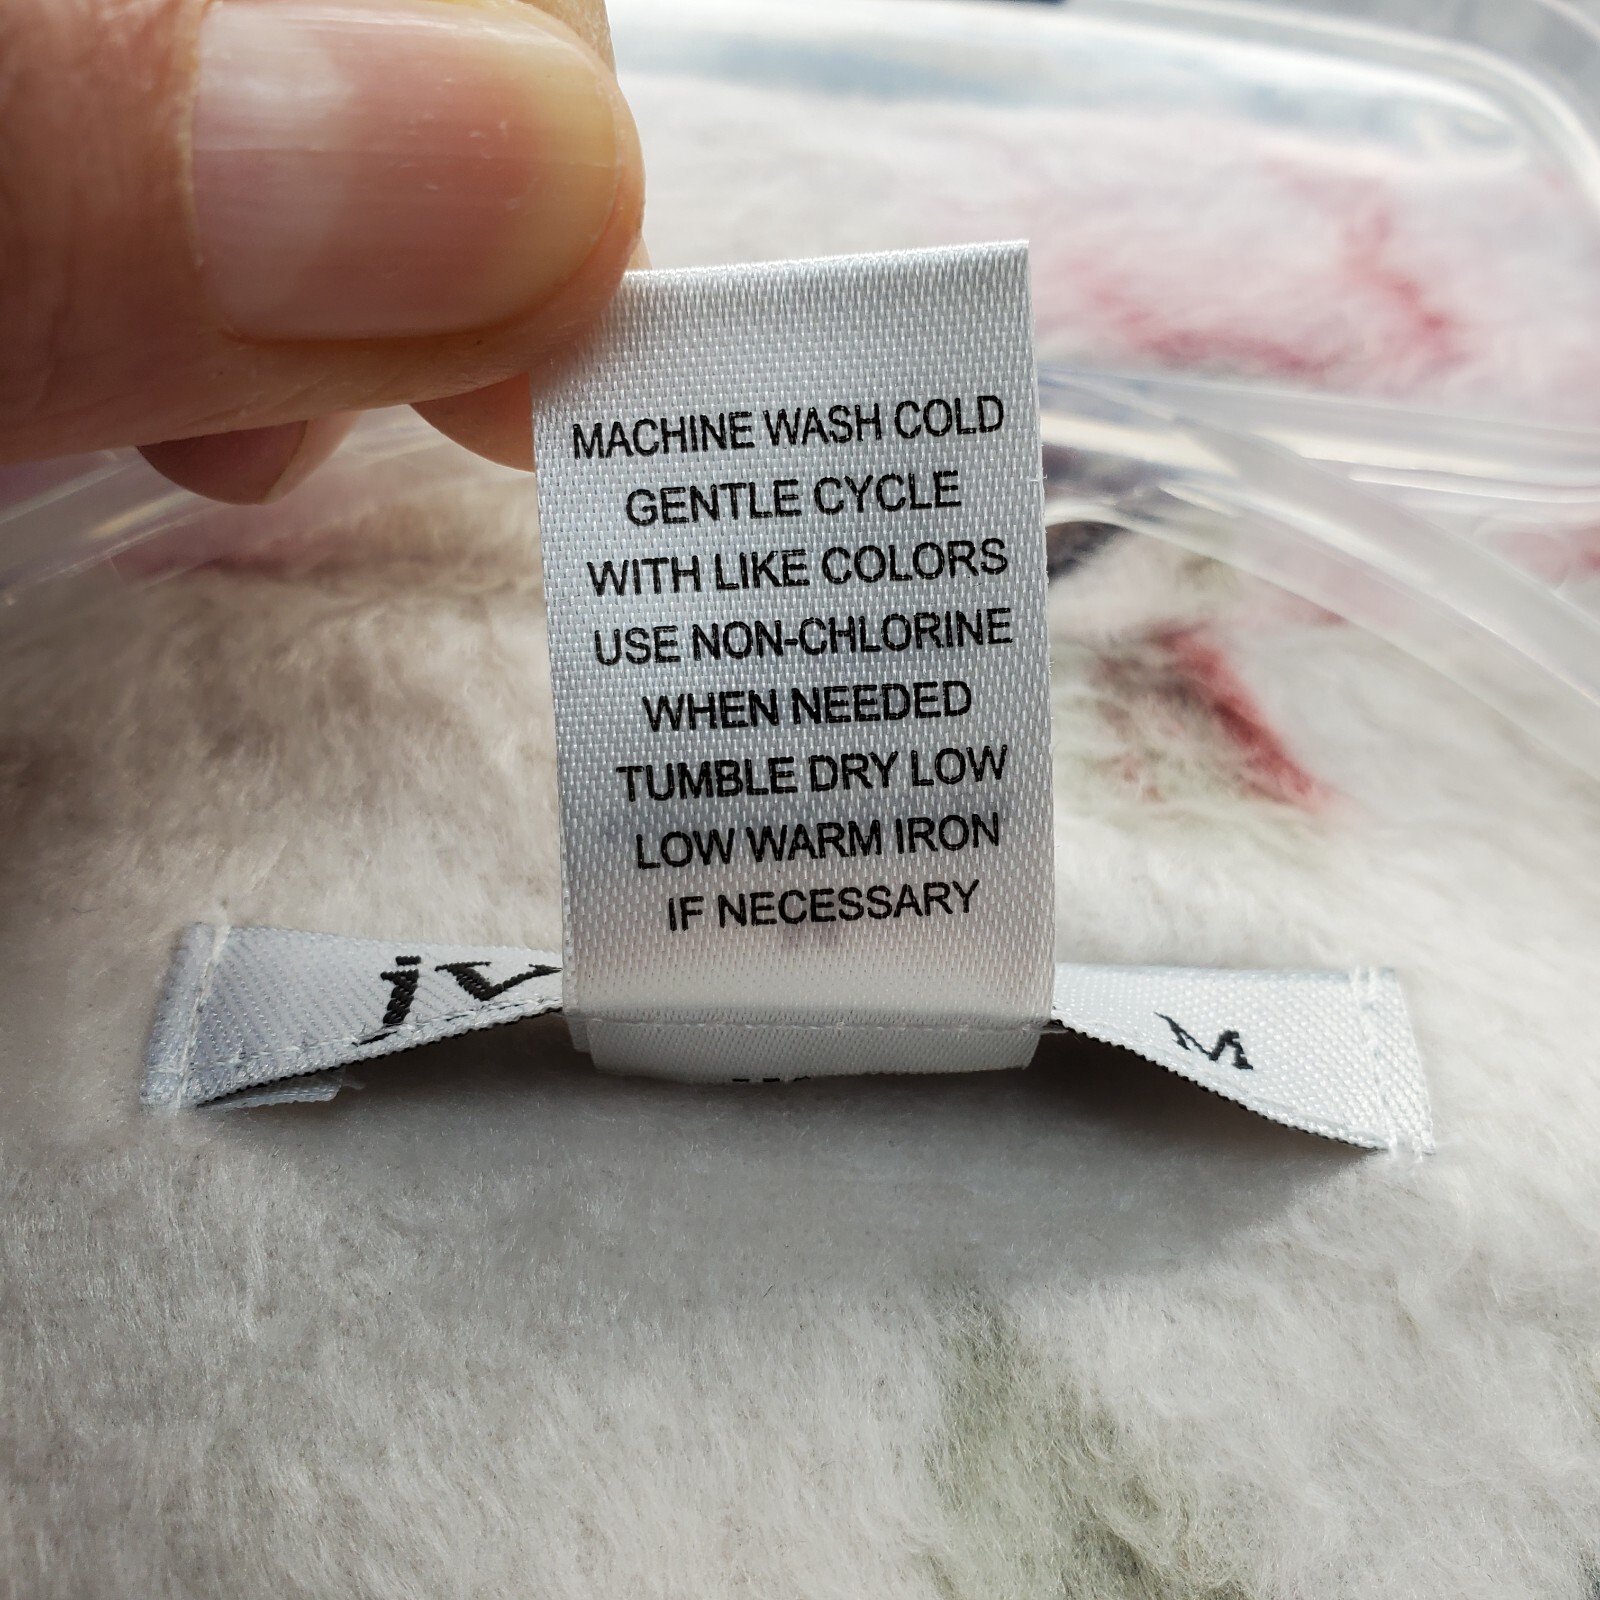 MACHINE WASH COLD
GENTLE CYCLE
WITH LIKE COLORS
USE NON-CHLORINE
WHEN NEEDED
TUMBLE DRY LOW
LOW WARM IRON
IF NECESSARY
jv M